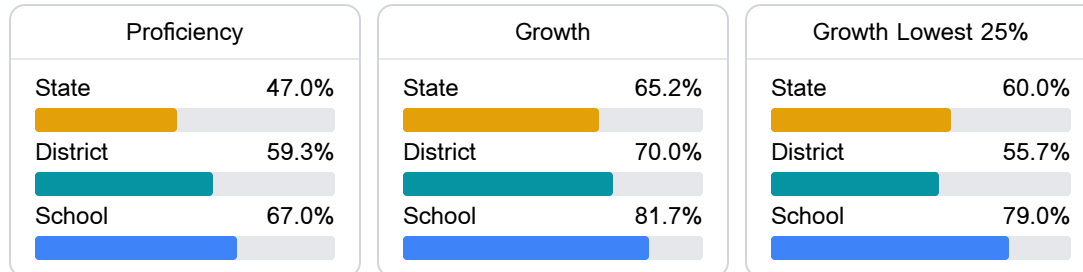 Proficiency
State 47.0%
District 59.3%
School 67.0%
Growth
State 65.2%
District 70.0%
School 81.7%
Growth Lowest 25%
State 60.0%
District 55.7%
School 79.0%